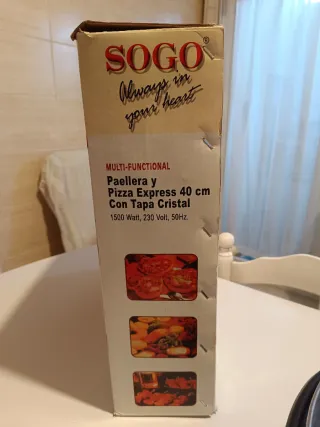 SOGO®
Always in
your heart
MULTI-FUNCTIONAL
Paellera y
Pizza Express 40 cm
Con Tapa Cristal
1500 Watt, 230 Volt, 50Hz.